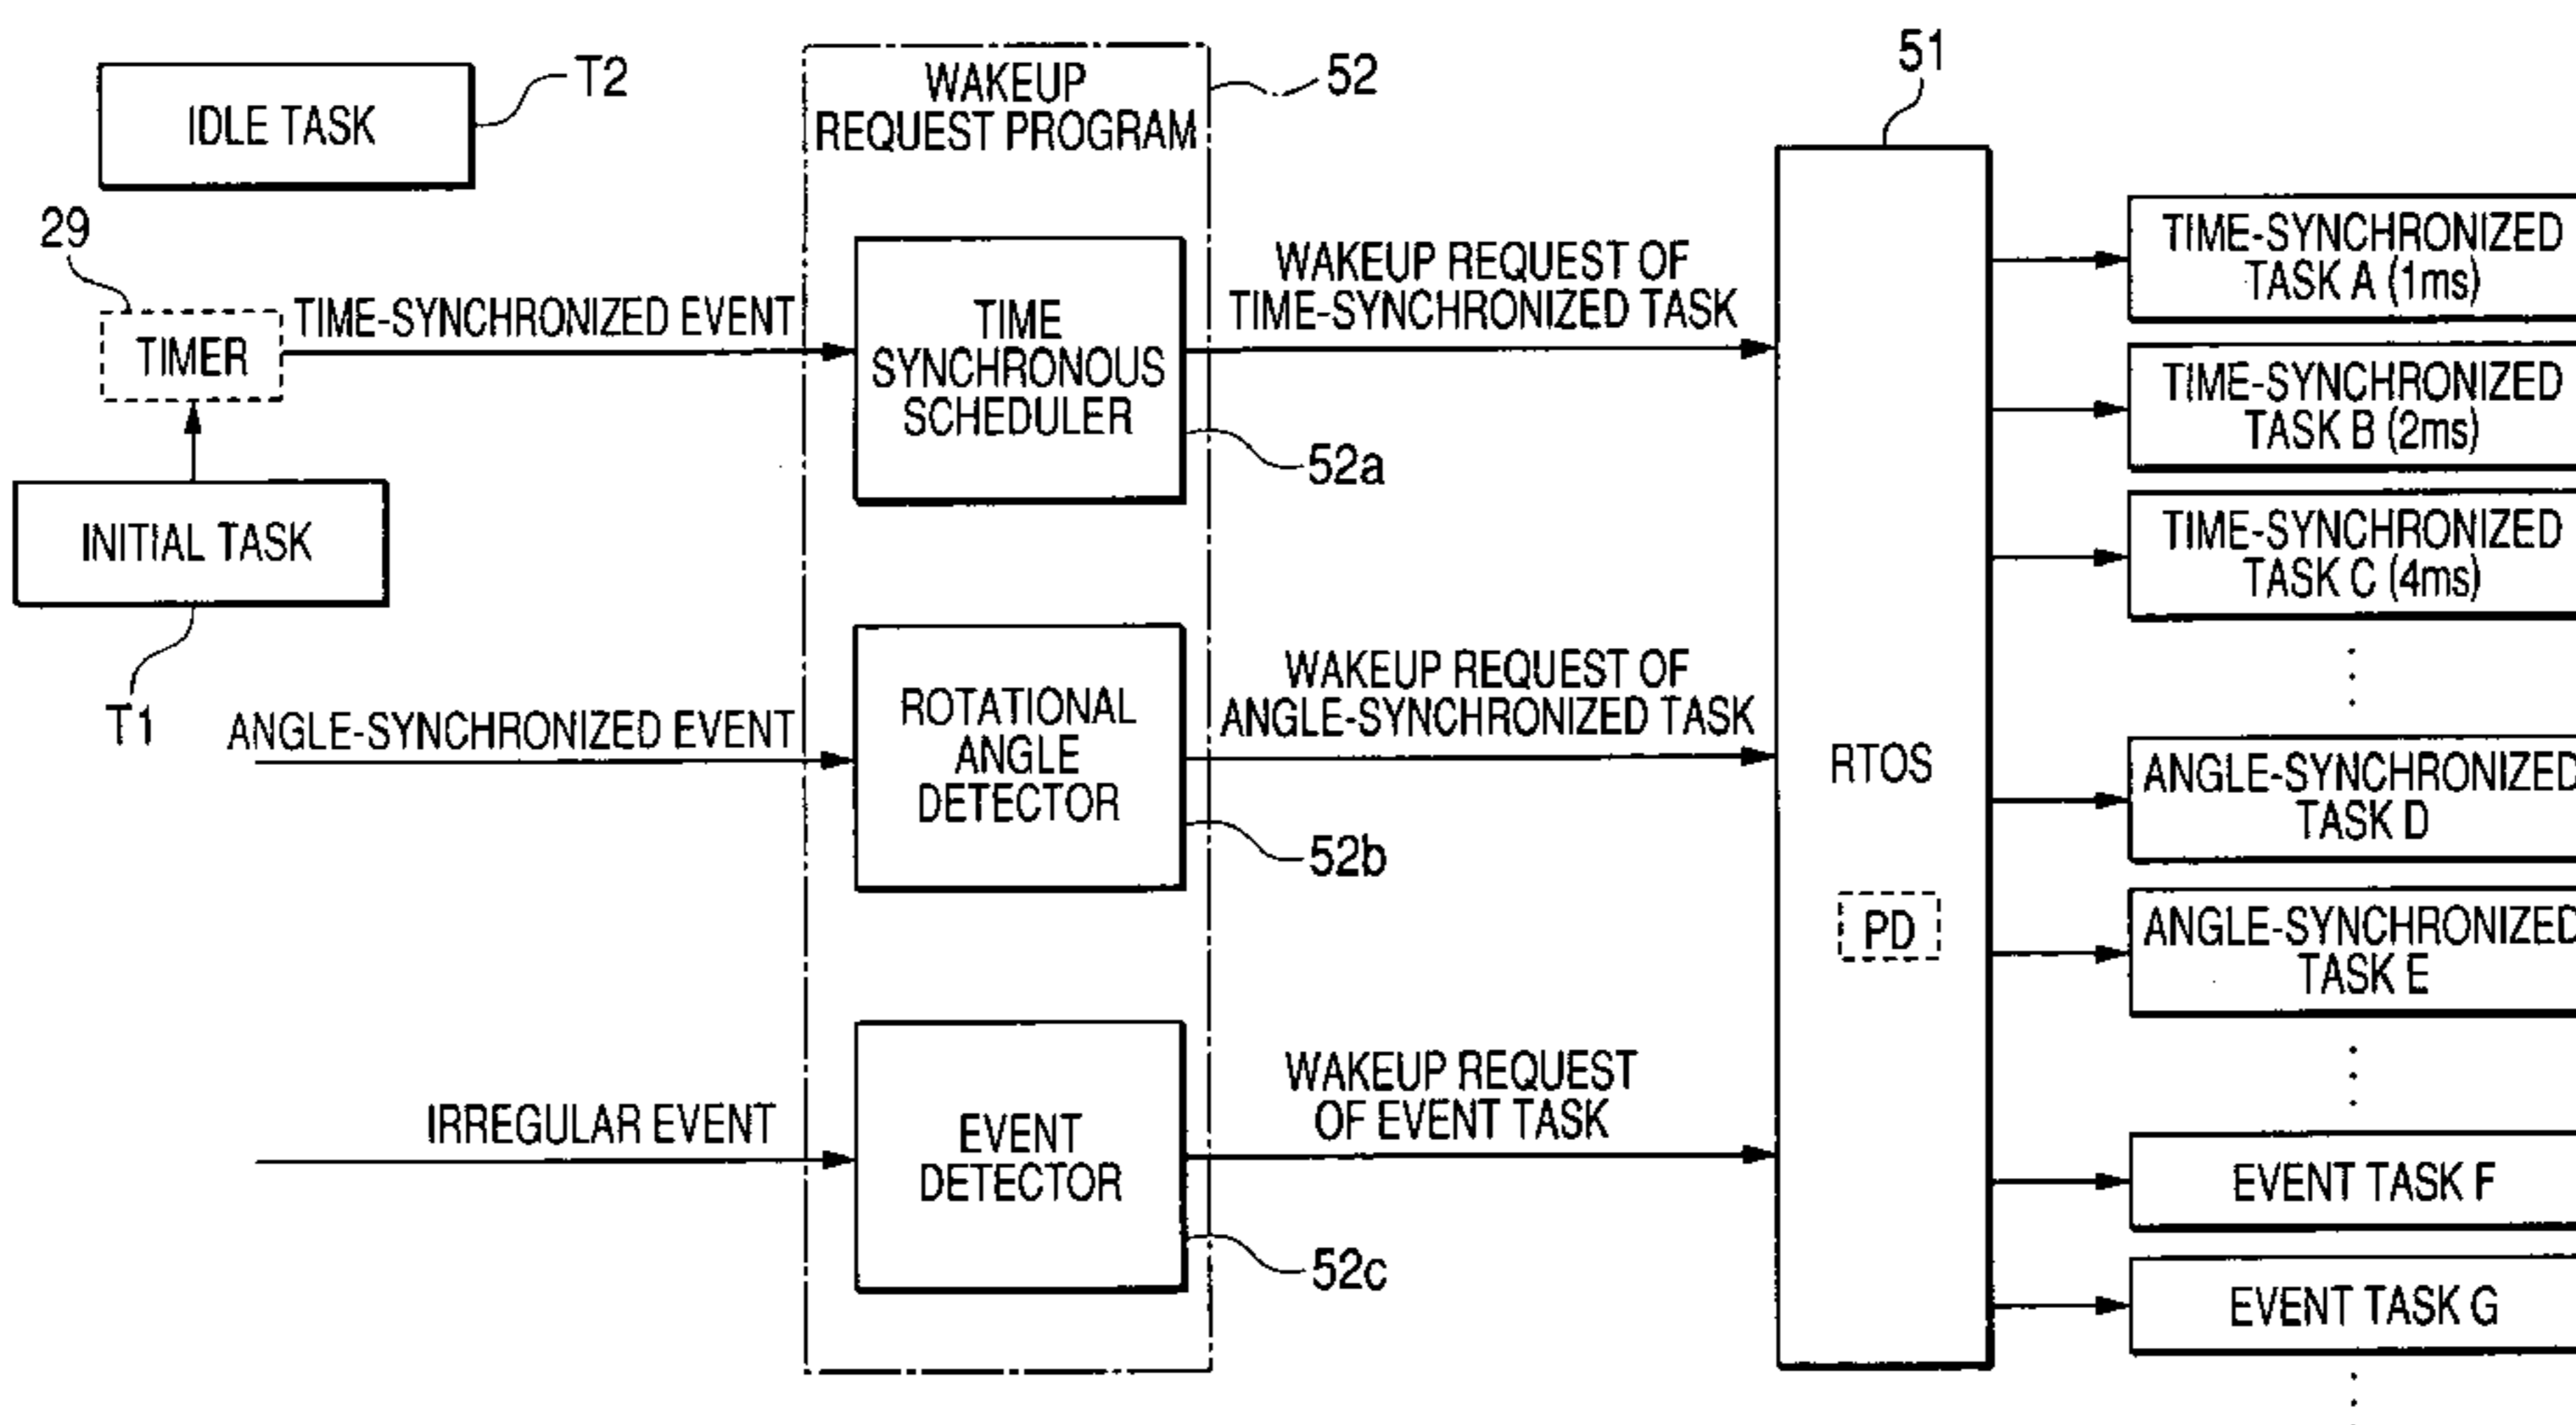 IDLE TASK
T2
29
TIMER
INITIAL TASK
T1
TIME-SYNCHRONIZED EVENT
ANGLE-SYNCHRONIZED EVENT
IRREGULAR EVENT
WAKEUP
REQUEST PROGRAM
52
TIME
SYNCHRONOUS
SCHEDULER
52a
ROTATIONAL
ANGLE
DETECTOR
52b
EVENT
DETECTOR
52c
WAKEUP REQUEST OF
TIME-SYNCHRONIZED TASK
WAKEUP REQUEST OF
ANGLE-SYNCHRONIZED TASK
WAKEUP REQUEST
OF EVENT TASK
51
RTOS
PD
TIME-SYNCHRONIZED
TASK A (1ms)
TIME-SYNCHRONIZED
TASK B (2ms)
TIME-SYNCHRONIZED
TASK C (4ms)
ANGLE-SYNCHRONIZED
TASK D
ANGLE-SYNCHRONIZED
TASK E
EVENT TASK F
EVENT TASK G